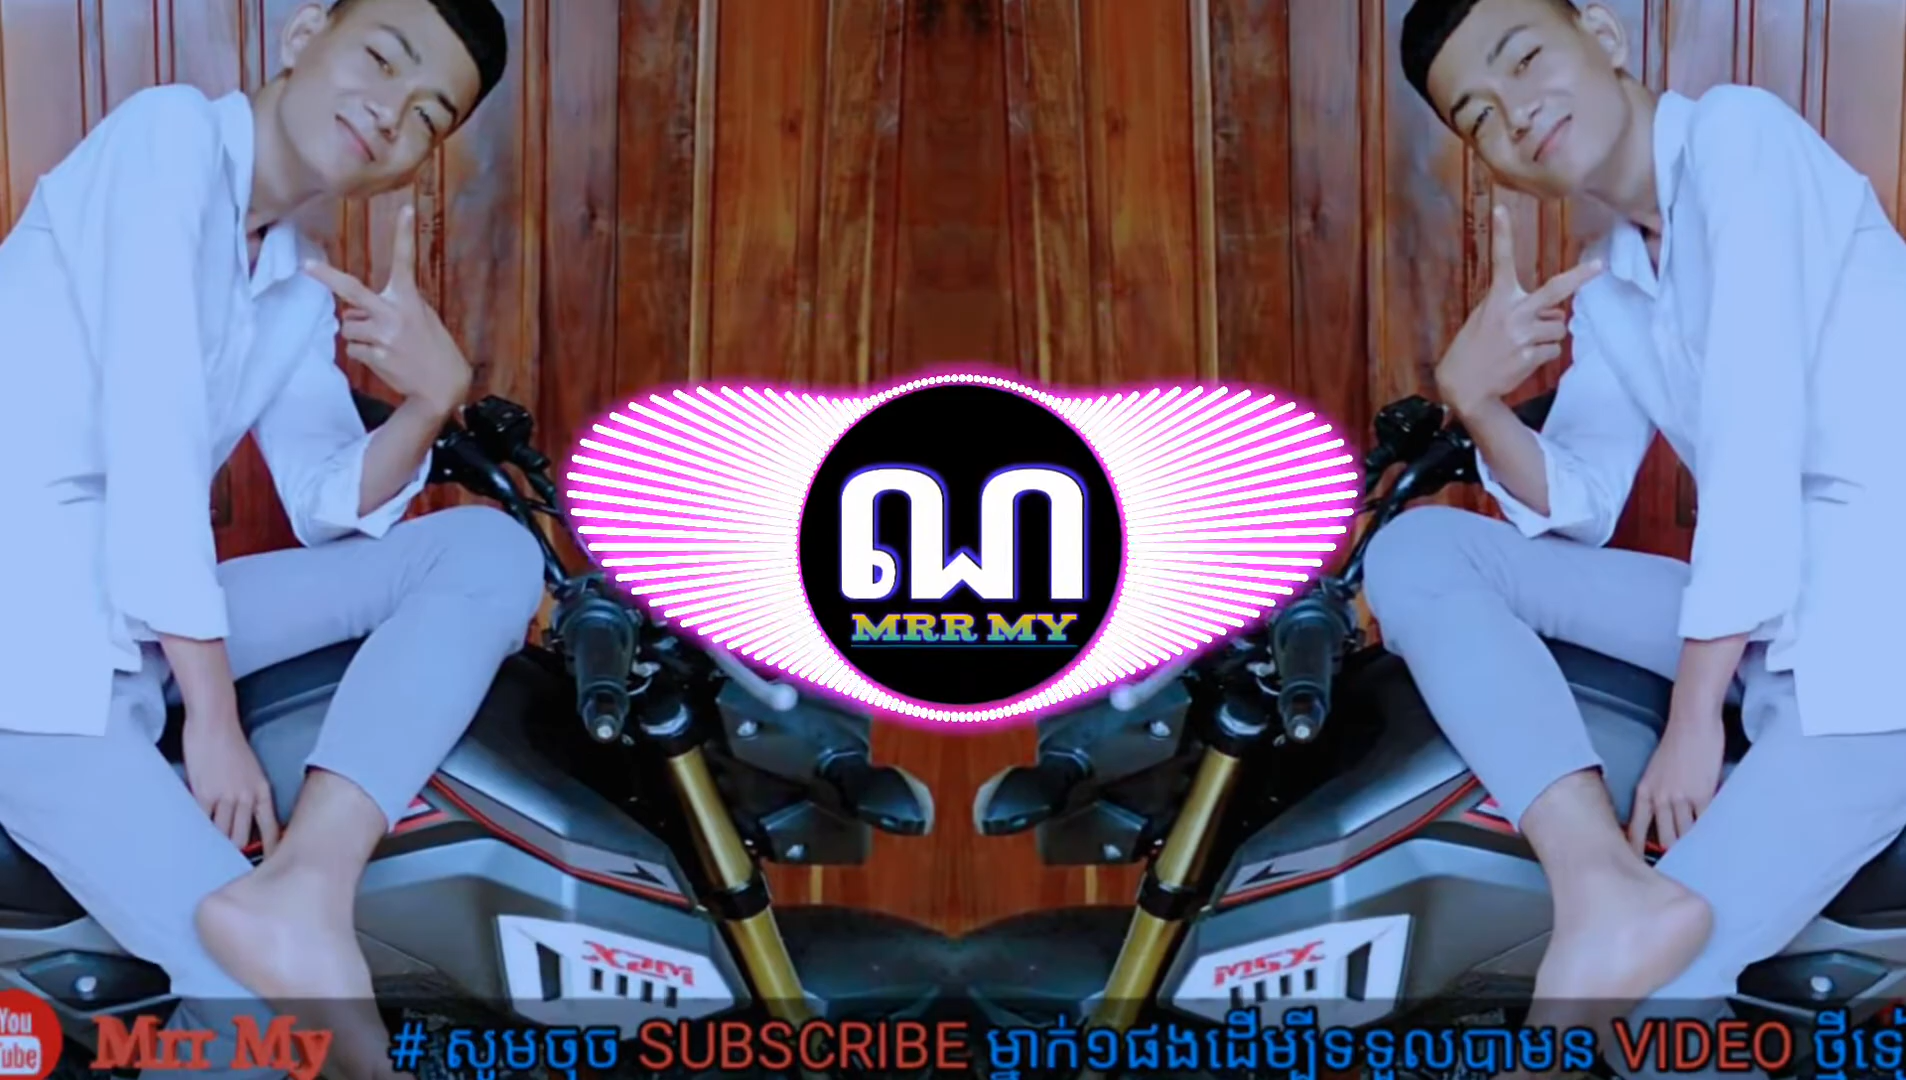 ណា
MRR MY
MSX
You
Tube
Mrr My
# សូមចុច SUBSCRIBE ម្នាក់១ផងដើម្បីទទួលបាមន VIDEO ថ្មីទៀ